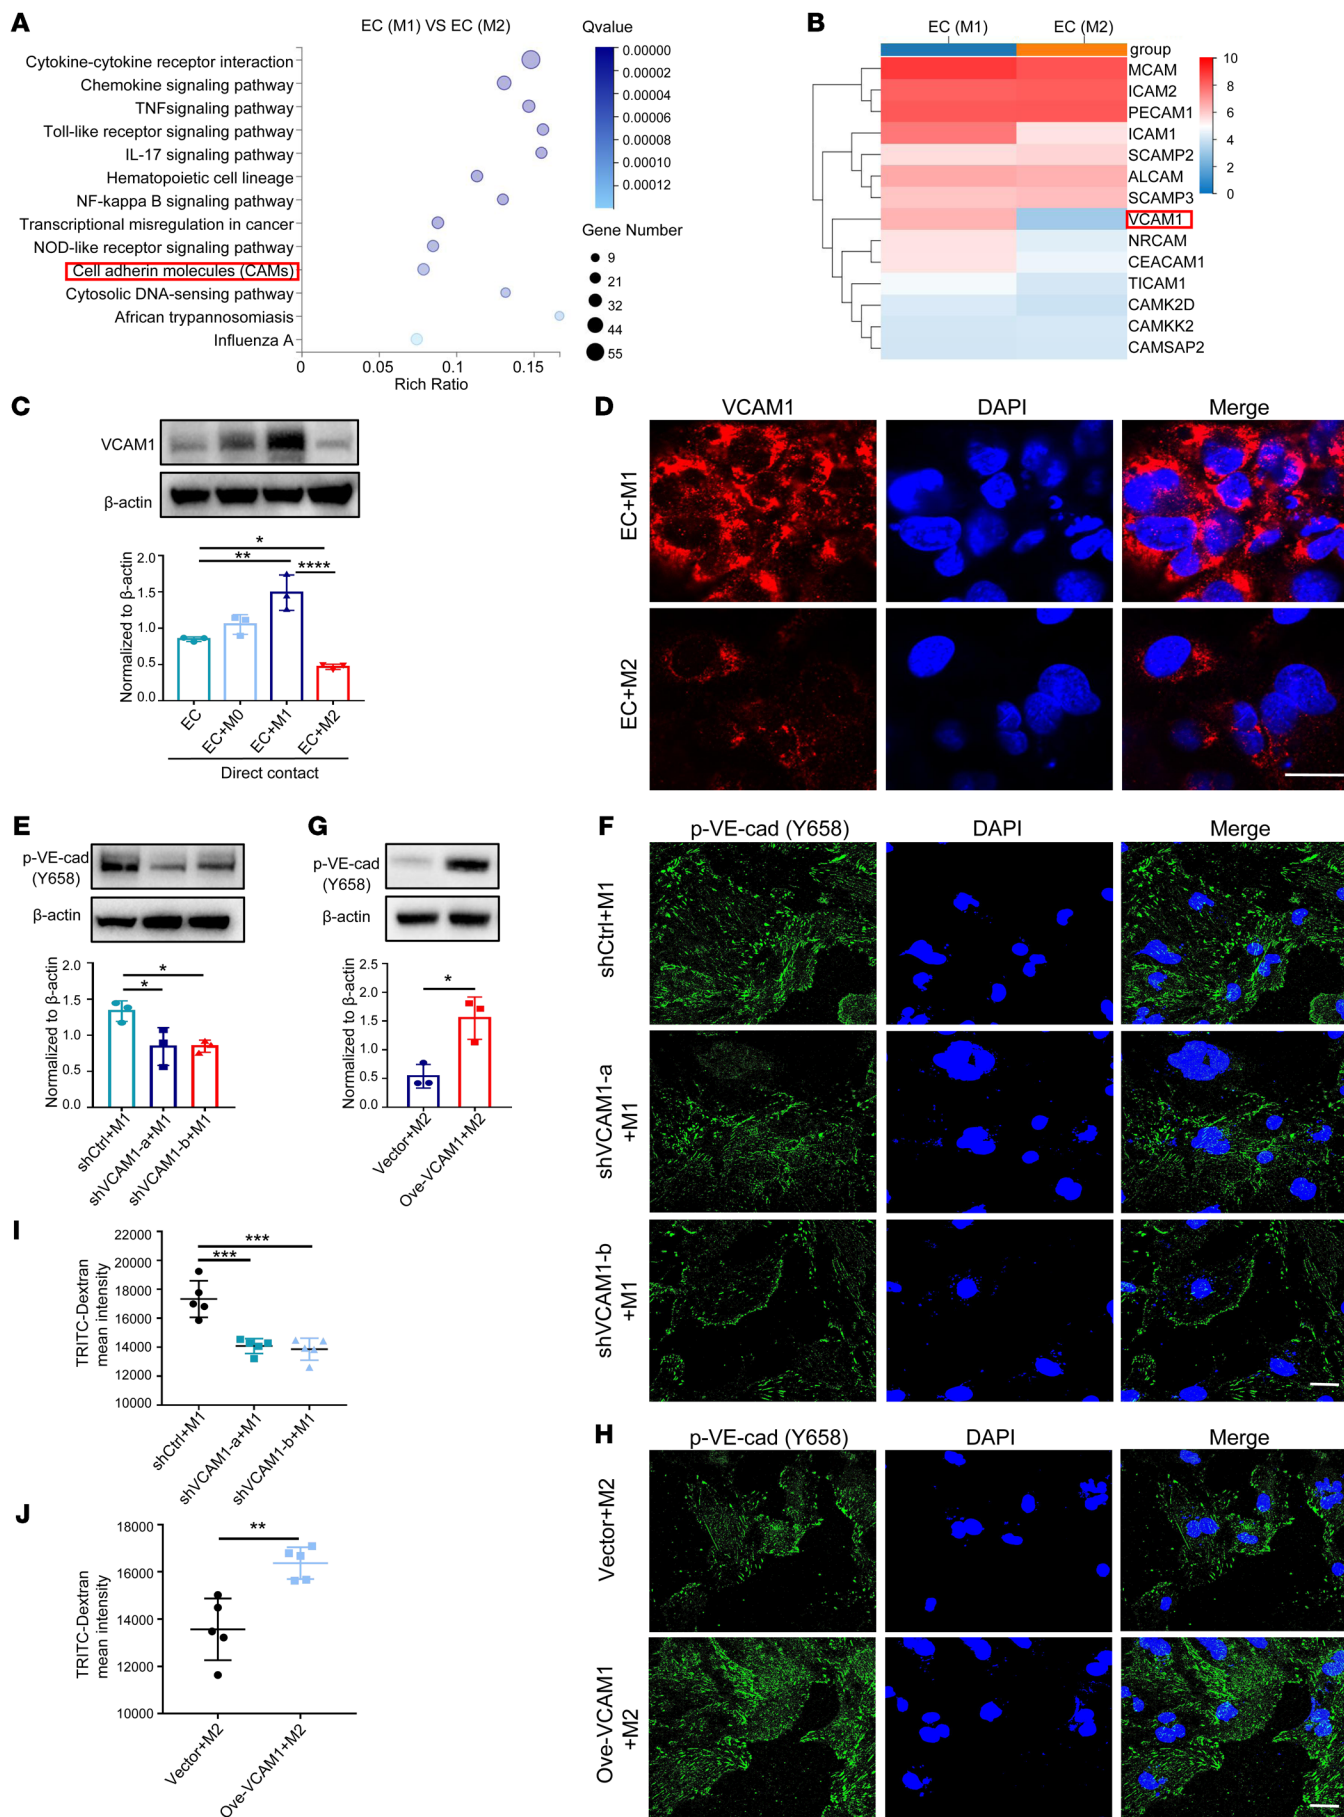 A
EC (M1) VS EC (M2)
Cytokine-cytokine receptor interaction
Chemokine signaling pathway
TNFsignaling pathway
Toll-like receptor signaling pathway
IL-17 signaling pathway
Hematopoietic cell lineage
NF-kappa B signaling pathway
Transcriptional misregulation in cancer
NOD-like receptor signaling pathway
Cell adherin molecules (CAMs)
Cytosolic DNA-sensing pathway
African trypannosomiasis
Influenza A
0 0.05 0.1 0.15
Rich Ratio
Qvalue
0.00000
0.00002
0.00004
0.00006
0.00008
0.00010
0.00012
Gene Number
9
21
32
44
55
B
EC (M1) EC (M2)
group
MCAM
ICAM2
PECAM1
ICAM1
SCAMP2
ALCAM
SCAMP3
VCAM1
NRCAM
CEACAM1
TICAM1
CAMK2D
CAMKK2
CAMSAP2
10
8
6
4
2
0
C
VCAM1
β-actin
Normalized to β-actin
2.0
1.5
1.0
0.5
0.0
*
**
****
EC
EC+M0
EC+M1
EC+M2
Direct contact
D
VCAM1 DAPI Merge
EC+M1
EC+M2
E
p-VE-cad
(Y658)
β-actin
Normalized to β-actin
2.0
1.5
1.0
0.5
0.0
*
*
shCtrl+M1
shVCAM1-a+M1
shVCAM1-b+M1
G
p-VE-cad
(Y658)
β-actin
Normalized to β-actin
2.5
2.0
1.5
1.0
0.5
0.0
*
Vector+M2
Ove-VCAM1+M2
F
p-VE-cad (Y658) DAPI Merge
shCtrl+M1
shVCAM1-a
+M1
shVCAM1-b
+M1
I
TRITC-Dextran
mean intensity
22000
20000
18000
16000
14000
12000
10000
***
***
shCtrl+M1
shVCAM1-a+M1
shVCAM1-b+M1
J
TRITC-Dextran
mean intensity
18000
16000
14000
12000
10000
**
Vector+M2
Ove-VCAM1+M2
H
p-VE-cad (Y658) DAPI Merge
Vector+M2
Ove-VCAM1
+M2